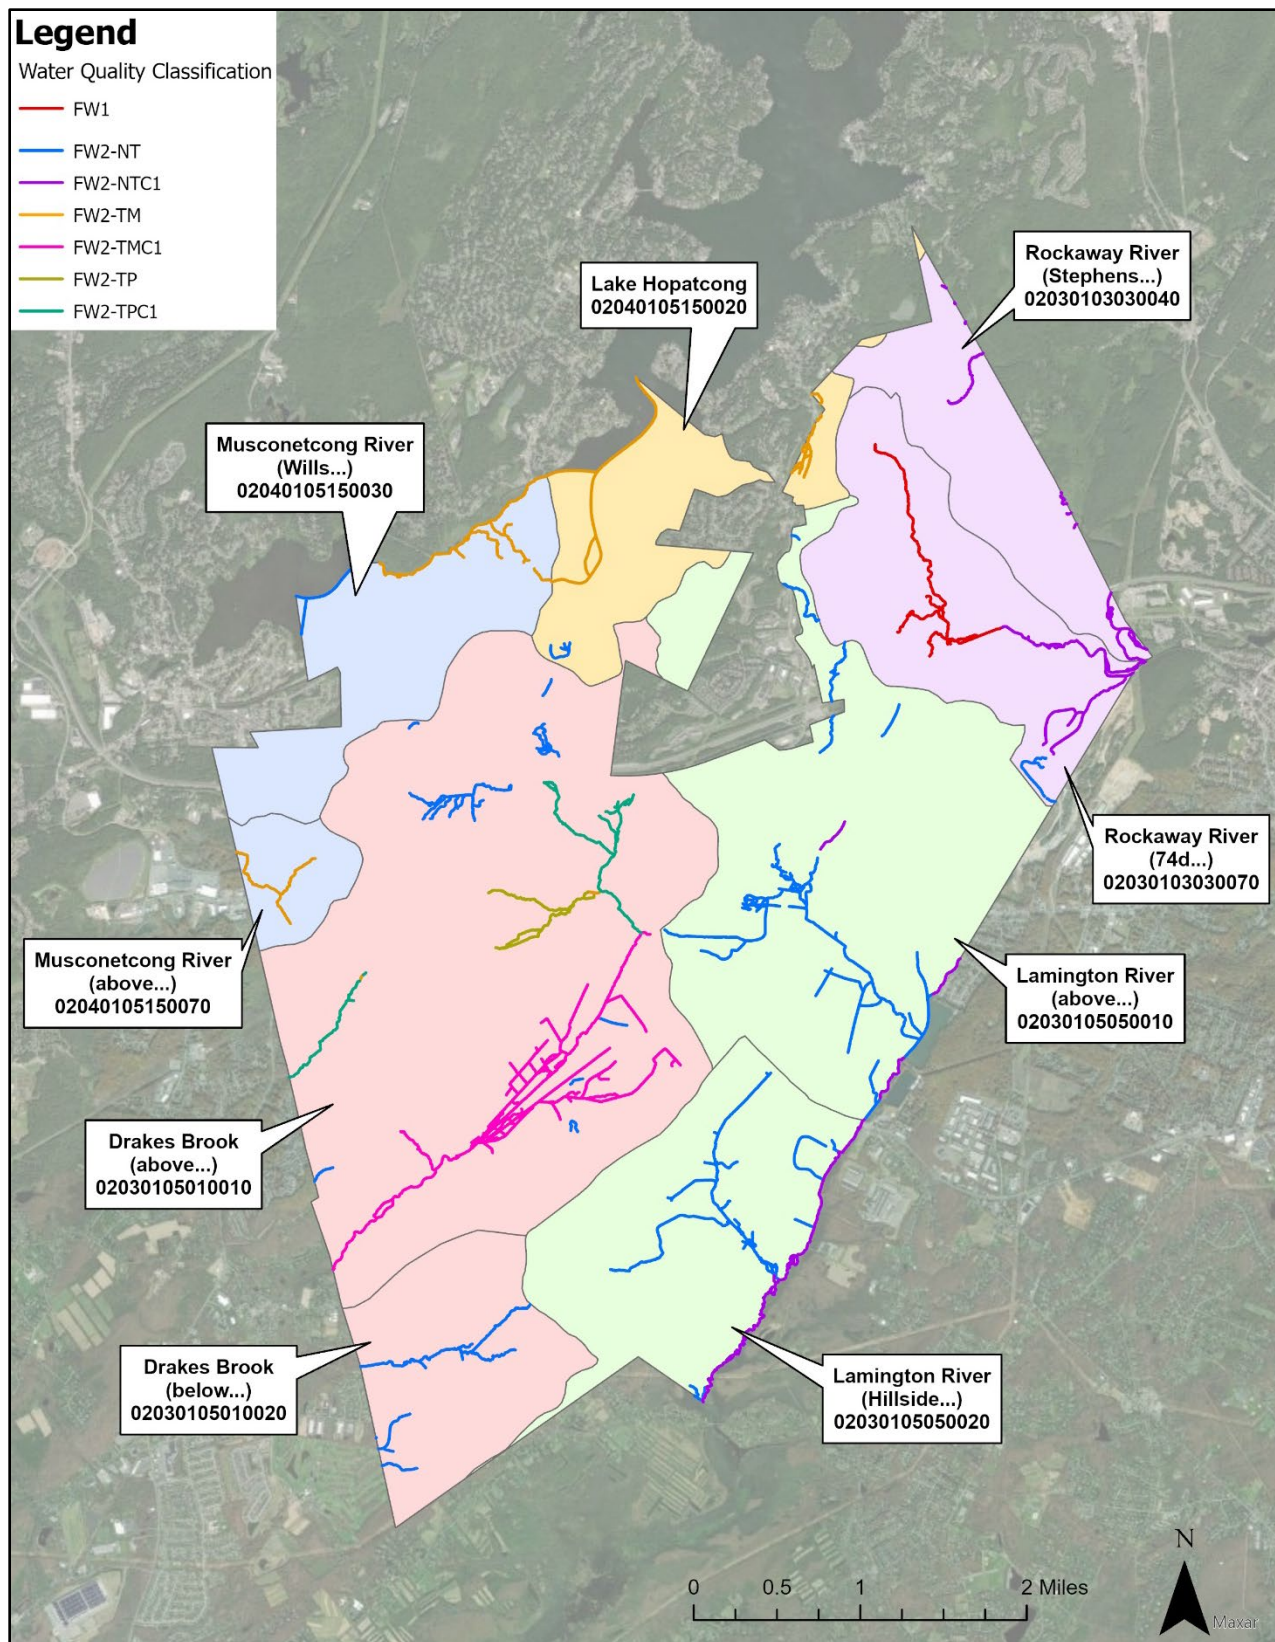 Legend
Water Quality Classification
FW1
FW2-NT
FW2-NTC1
FW2-TM
FW2-TMC1
FW2-TP
FW2-TPC1
Rockaway River
(Stephens...)
02030103030040
Lake Hopatcong
02040105150020
Musconetcong River
(Wills...)
02040105150030
Rockaway River
(74d...)
02030103030070
Musconetcong River
(above...)
02040105150070
Lamington River
(above...)
02030105050010
Drakes Brook
(above...)
02030105010010
Drakes Brook
(below...)
02030105010020
Lamington River
(Hillside...)
02030105050020
N
0 0.5 1 2 Miles
Maxar